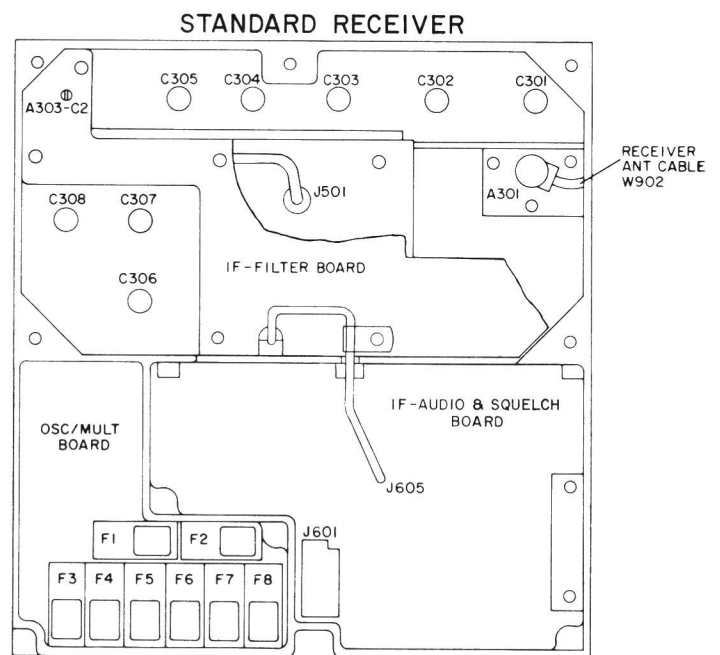 STANDARD RECEIVER
C305 C304 C303 C302 C301
A303-C2
RECEIVER
ANT CABLE
W902
A301
J501
C308 C307
IF-FILTER BOARD
C306
OSC/MULT
BOARD
IF-AUDIO & SQUELCH
BOARD
J605
J601
F1 F2
F3 F4 F5 F6 F7 F8